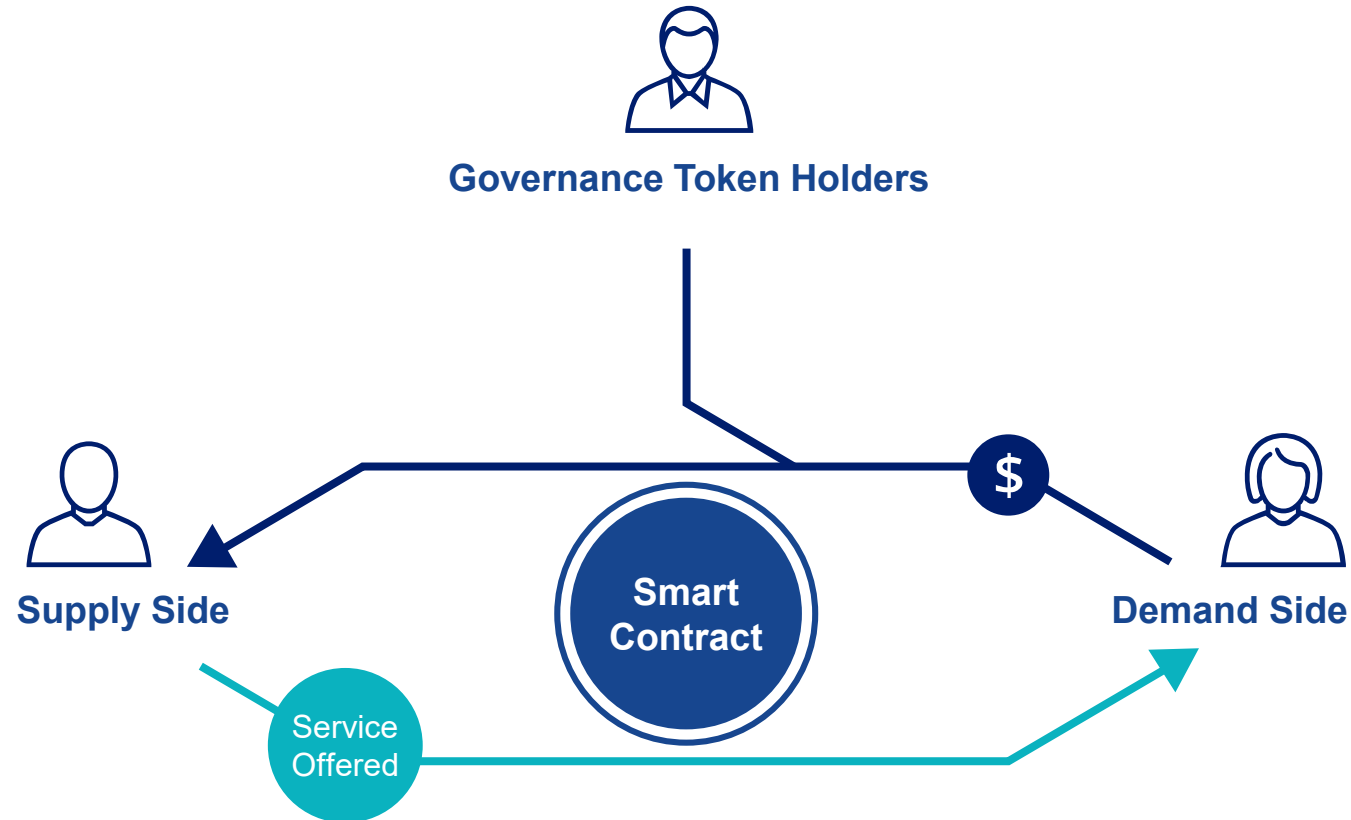 Governance Token Holders
$
Supply Side
Smart
Contract
Demand Side
Service
Offered